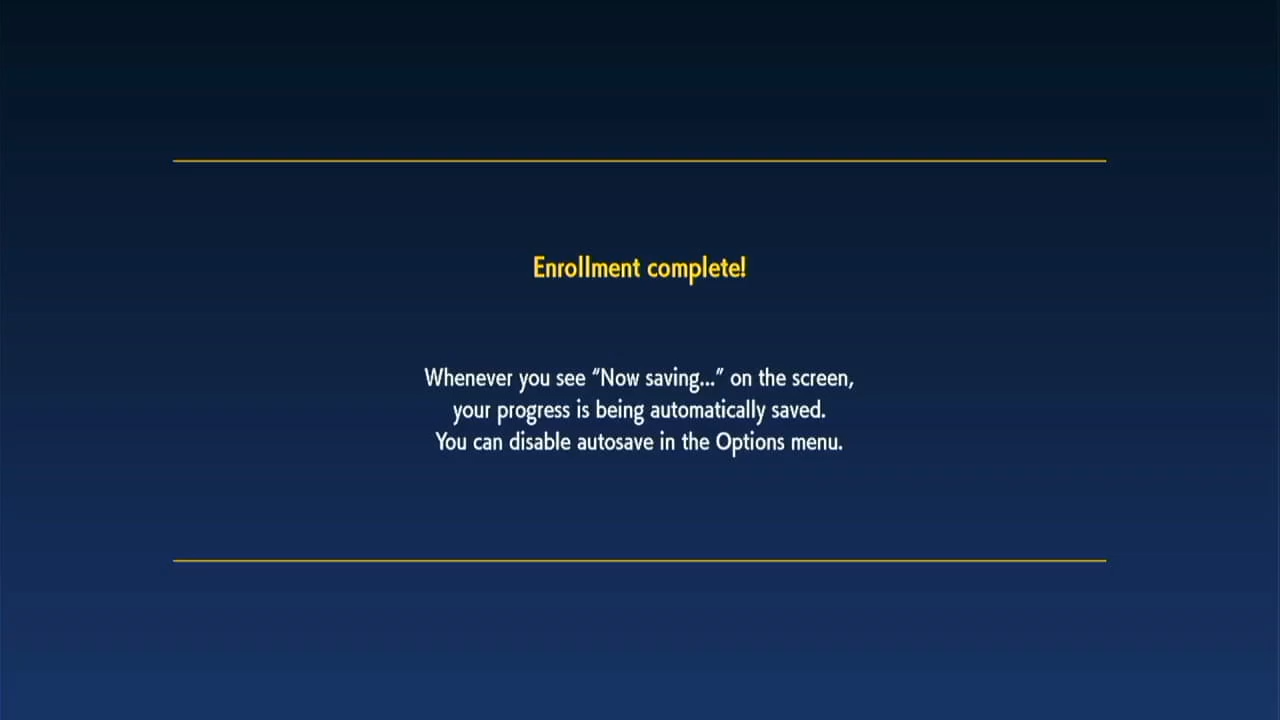 Enrollment complete!
Whenever you see “Now saving...” on the screen,
your progress is being automatically saved.
You can disable autosave in the Options menu.